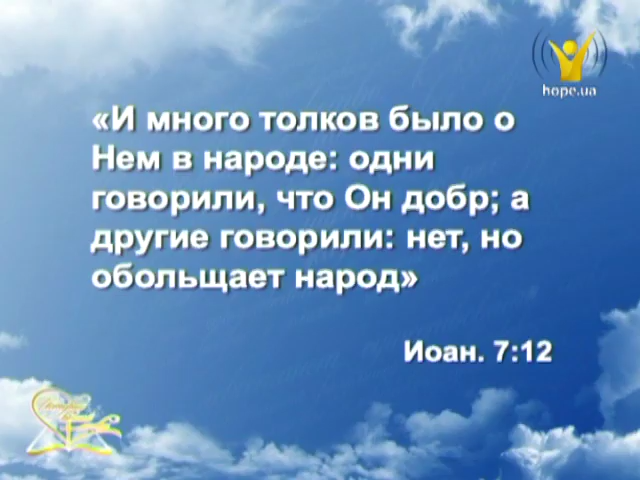 hope.ua
«И много толков было о
Нем в народе: одни
говорили, что Он добр; а
другие говорили: нет, но
обольщает народ»
Иоан. 7:12